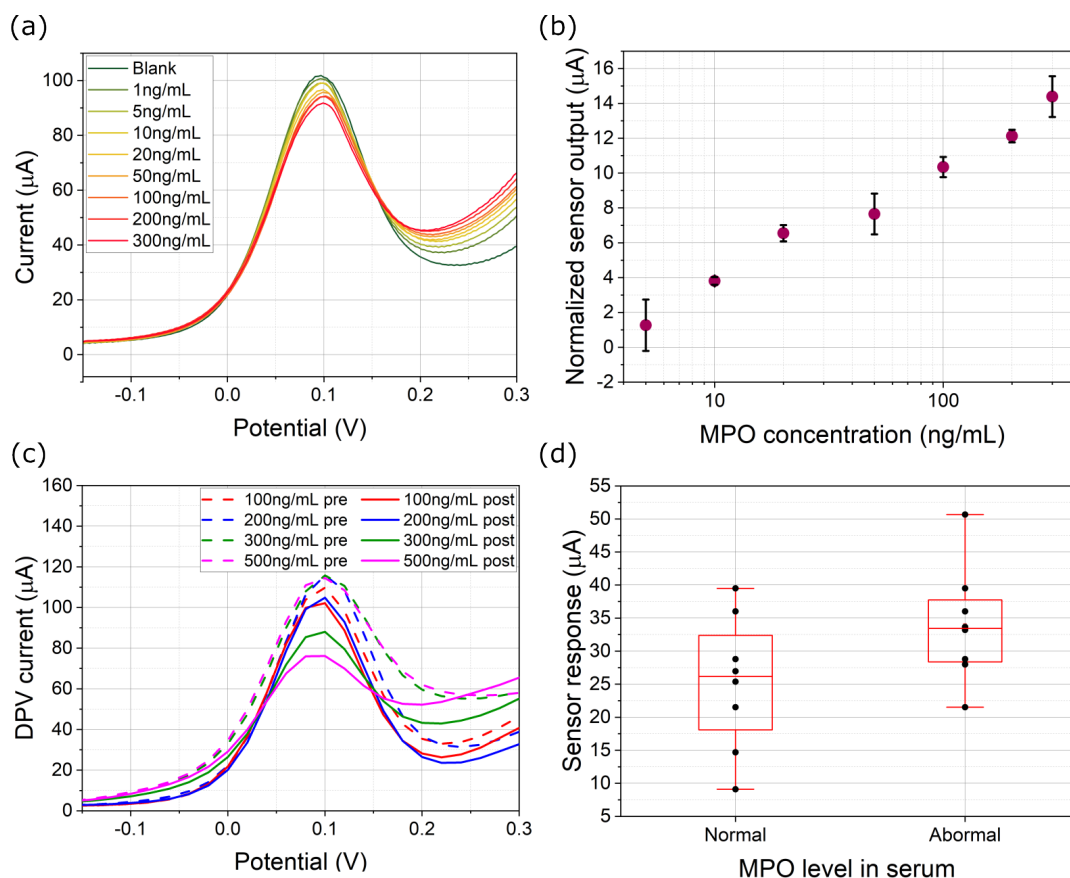 (a)
Current (μA)
100
80
60
40
20
0
Blank
1ng/mL
5ng/mL
10ng/mL
20ng/mL
50ng/mL
100ng/mL
200ng/mL
300ng/mL
-0.1 0.0 0.1 0.2 0.3
Potential (V)
(b)
Normalized sensor output (μA)
16
14
12
10
8
6
4
2
0
-2
10 100
MPO concentration (ng/mL)
(c)
DPV current (μA)
160
140
120
100
80
60
40
20
0
100ng/mL pre 100ng/mL post
200ng/mL pre 200ng/mL post
300ng/mL pre 300ng/mL post
500ng/mL pre 500ng/mL post
-0.1 0.0 0.1 0.2 0.3
Potential (V)
(d)
Sensor response (μA)
55
50
45
40
35
30
25
20
15
10
5
Normal Abormal
MPO level in serum